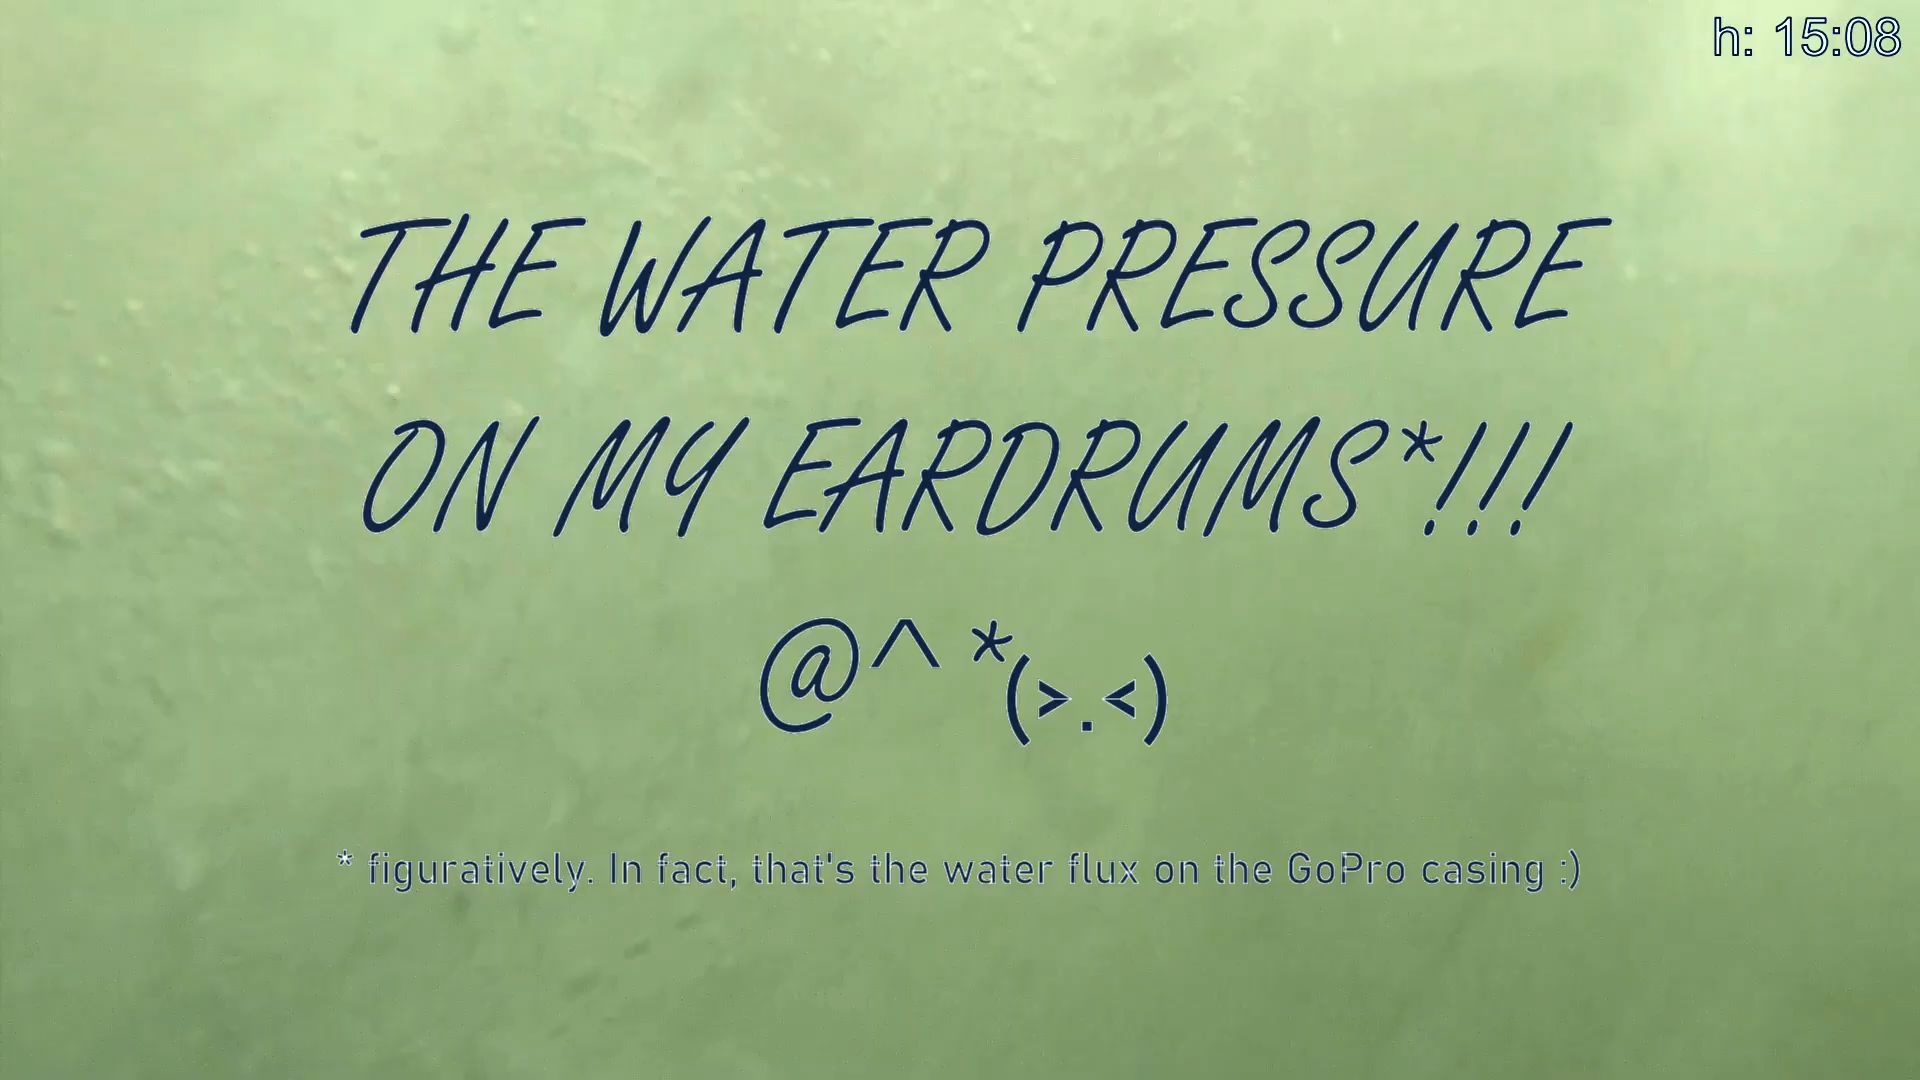 h: 15:08
THE WATER PRESSURE
ON MY EARDRUMS*!!!
@^ *(>.<)
* figuratively. In fact, that's the water flux on the GoPro casing :)